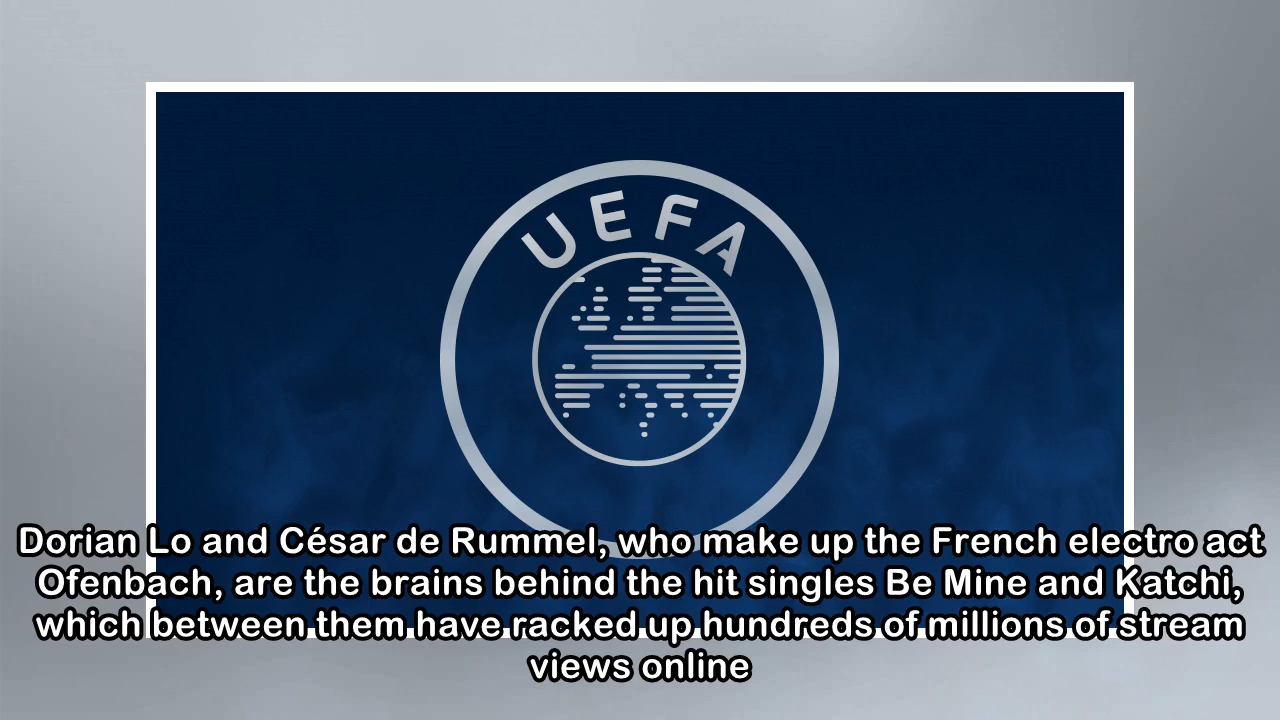 UEFA
Dorian Lo and César de Rummel, who make up the French electro act
Ofenbach, are the brains behind the hit singles Be Mine and Katchi,
which between them have racked up hundreds of millions of stream
views online